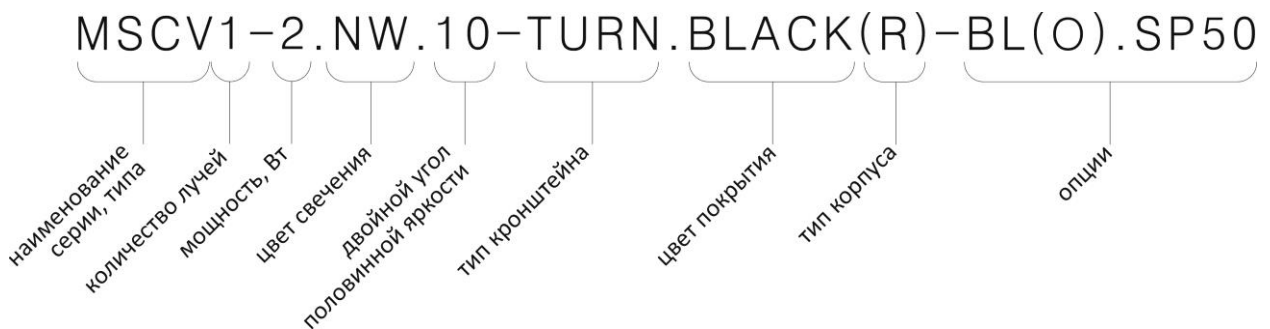 MSCV1-2.NW.10-TURN.BLACK(R)-BL(O).SP50
наименование
серии, типа
количество лучей
мощность, Вт
цвет свечения
двойной угол
половинной яркости
тип кронштейна
цвет покрытия
тип корпуса
опции